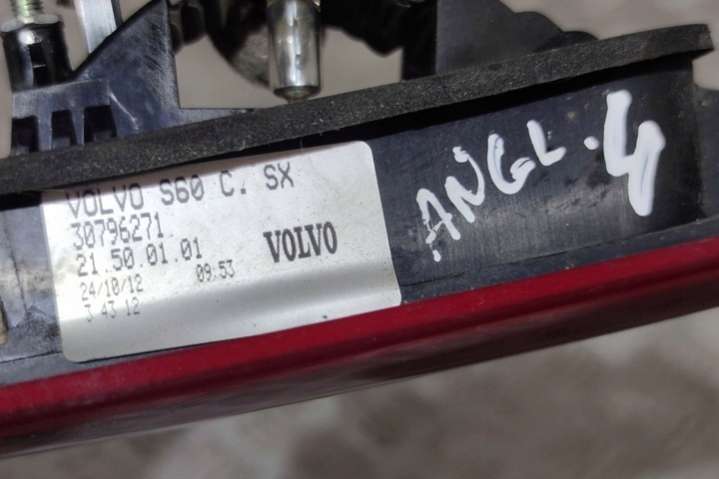 VOLVO S60 C. SX
30796271
21.50.01.01
VOLVO
24/10/12 09:53
3 43 12
ANGL. 4